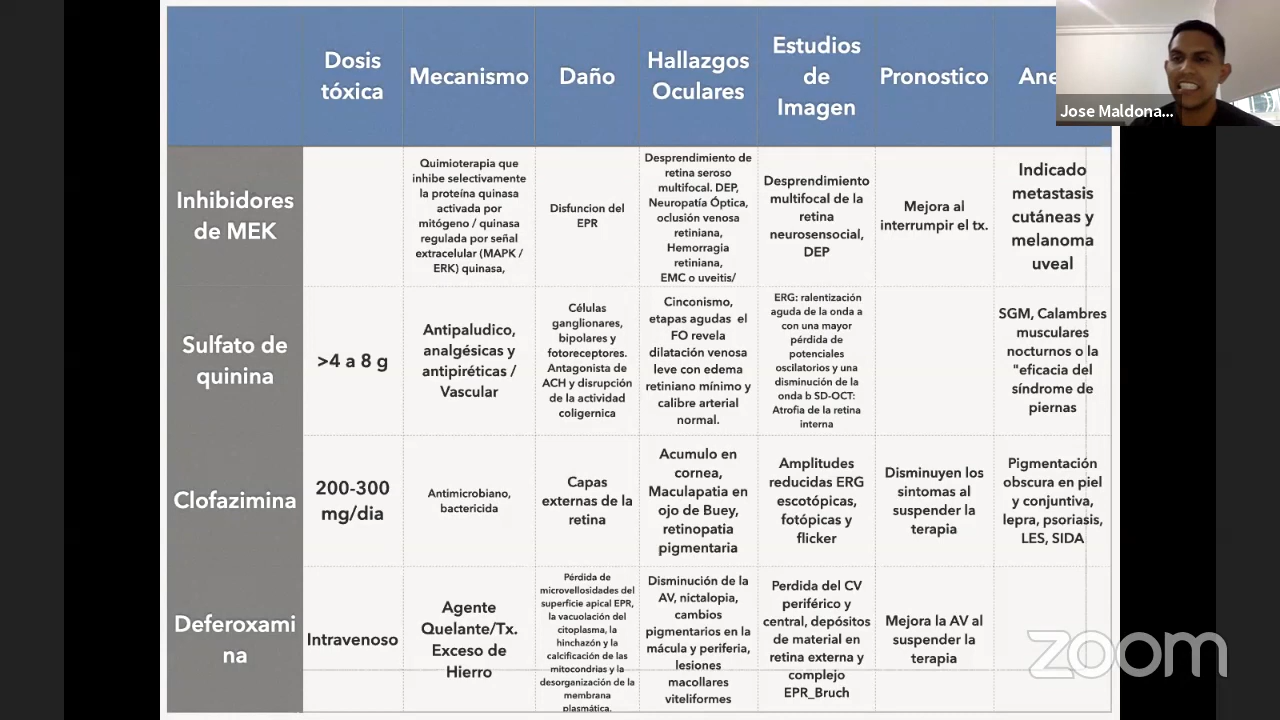 Dosis
tóxica
Mecanismo
Daño
Hallazgos
Oculares
Estudios
de
Imagen
Pronostico
Ane
Jose Maldona...
Inhibidores
de MEK
Quimioterapia que
inhibe selectivamente
la proteína quinasa
activada por
mitógeno / quinasa
regulada por señal
extracelular (MAPK /
ERK) quinasa,
Disfuncion del
EPR
Desprendimiento de
retina seroso
multifocal. DEP,
Neuropatía Óptica,
oclusión venosa
retiniana,
Hemorragia
retiniana,
EMC o uveitis/
Desprendimiento
multifocal de la
retina
neurosensocial,
DEP
Mejora al
interrumpir el tx.
Indicado
metastasis
cutáneas y
melanoma
uveal
Sulfato de
quinina
>4 a 8 g
Antipaludico,
analgésicas y
antipiréticas /
Vascular
Células
ganglionares,
bipolares y
fotoreceptores.
Antagonista de
ACH y disrupción
de la actividad
coligernica
Cinconismo,
etapas agudas el
FO revela
dilatación venosa
leve con edema
retiniano mínimo y
calibre arterial
normal.
ERG: ralentización
aguda de la onda a
con una mayor
pérdida de
potenciales
oscilatorios y una
disminución de la
onda b SD-OCT:
Atrofia de la retina
interna
SGM, Calambres
musculares
nocturnos o la
"eficacia del
síndrome de
piernas
Clofazimina
200-300
mg/dia
Antimicrobiano,
bactericida
Capas
externas de la
retina
Acumulo en
cornea,
Maculapatia en
ojo de Buey,
retinopatia
pigmentaria
Amplitudes
reducidas ERG
escotópicas,
fotópicas y
flicker
Disminuyen los
sintomas al
suspender la
terapia
Pigmentación
obscura en piel
y conjuntiva,
lepra, psoriasis,
LES, SIDA
Deferoxami
na
Intravenoso
Agente
Quelante/Tx.
Exceso de
Hierro
Pérdida de
microvellosidades del
superficie apical EPR,
la vacuolación del
citoplasma, la
hinchazón y la
calcificación de las
mitocondrias y la
desorganización de la
membrana
plasmática.
Disminución de la
AV, nictalopia,
cambios
pigmentarios en la
mácula y periferia,
lesiones
macollares
viteliformes
Perdida del CV
periférico y
central, depósitos
de material en
retina externa y
complejo
EPR_Bruch
Mejora la AV al
suspender la
terapia
zoom